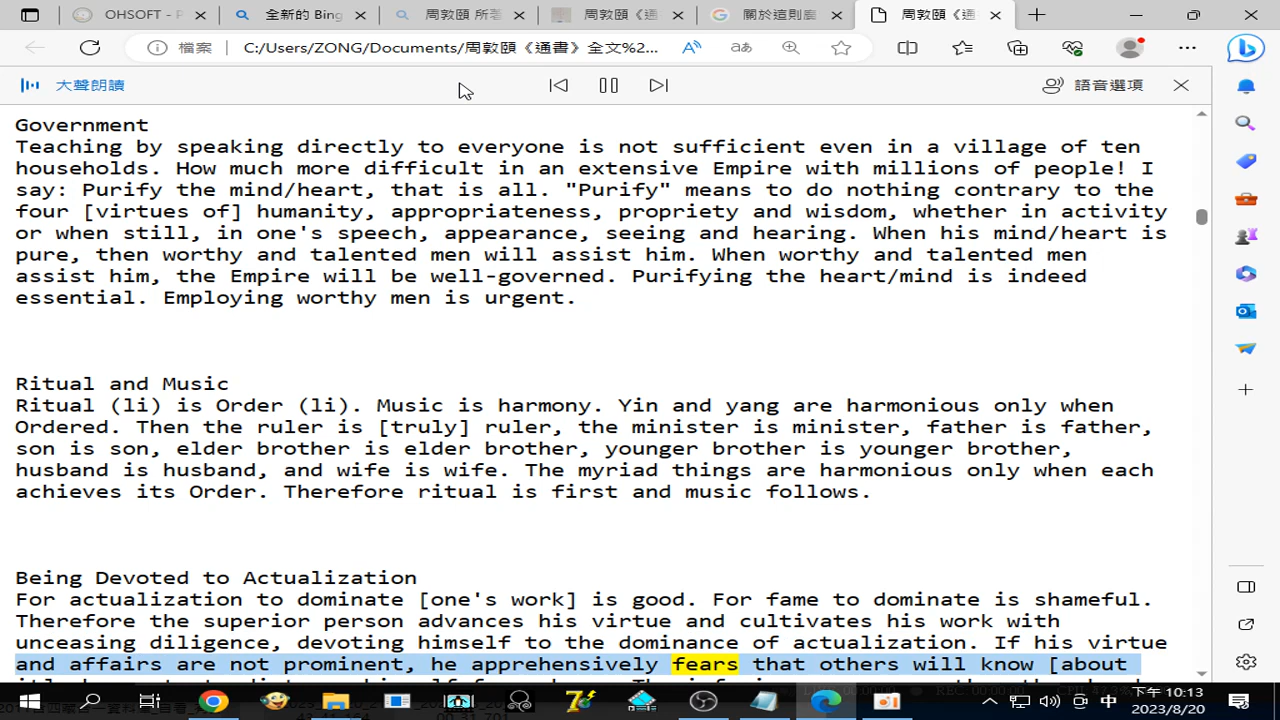 OHSOFT - P
全新的 Bing
周敦頤 所著
周敦頤《通
關於這則廠
周敦頤《通
檔案
C:/Users/ZONG/Documents/周敦頤《通書》全文%2...
大聲朗讀
語音選項
Government
Teaching by speaking directly to everyone is not sufficient even in a village of ten
households. How much more difficult in an extensive Empire with millions of people! I
say: Purify the mind/heart, that is all. "Purify" means to do nothing contrary to the
four [virtues of] humanity, appropriateness, propriety and wisdom, whether in activity
or when still, in one's speech, appearance, seeing and hearing. When his mind/heart is
pure, then worthy and talented men will assist him. When worthy and talented men
assist him, the Empire will be well-governed. Purifying the heart/mind is indeed
essential. Employing worthy men is urgent.
Ritual and Music
Ritual (li) is Order (li). Music is harmony. Yin and yang are harmonious only when
Ordered. Then the ruler is [truly] ruler, the minister is minister, father is father,
son is son, elder brother is elder brother, younger brother is younger brother,
husband is husband, and wife is wife. The myriad things are harmonious only when each
achieves its Order. Therefore ritual is first and music follows.
Being Devoted to Actualization
For actualization to dominate [one's work] is good. For fame to dominate is shameful.
Therefore the superior person advances his virtue and cultivates his work with
unceasing diligence, devoting himself to the dominance of actualization. If his virtue
and affairs are not prominent, he apprehensively fears that others will know [about
中
下午 10:13
2023/8/20